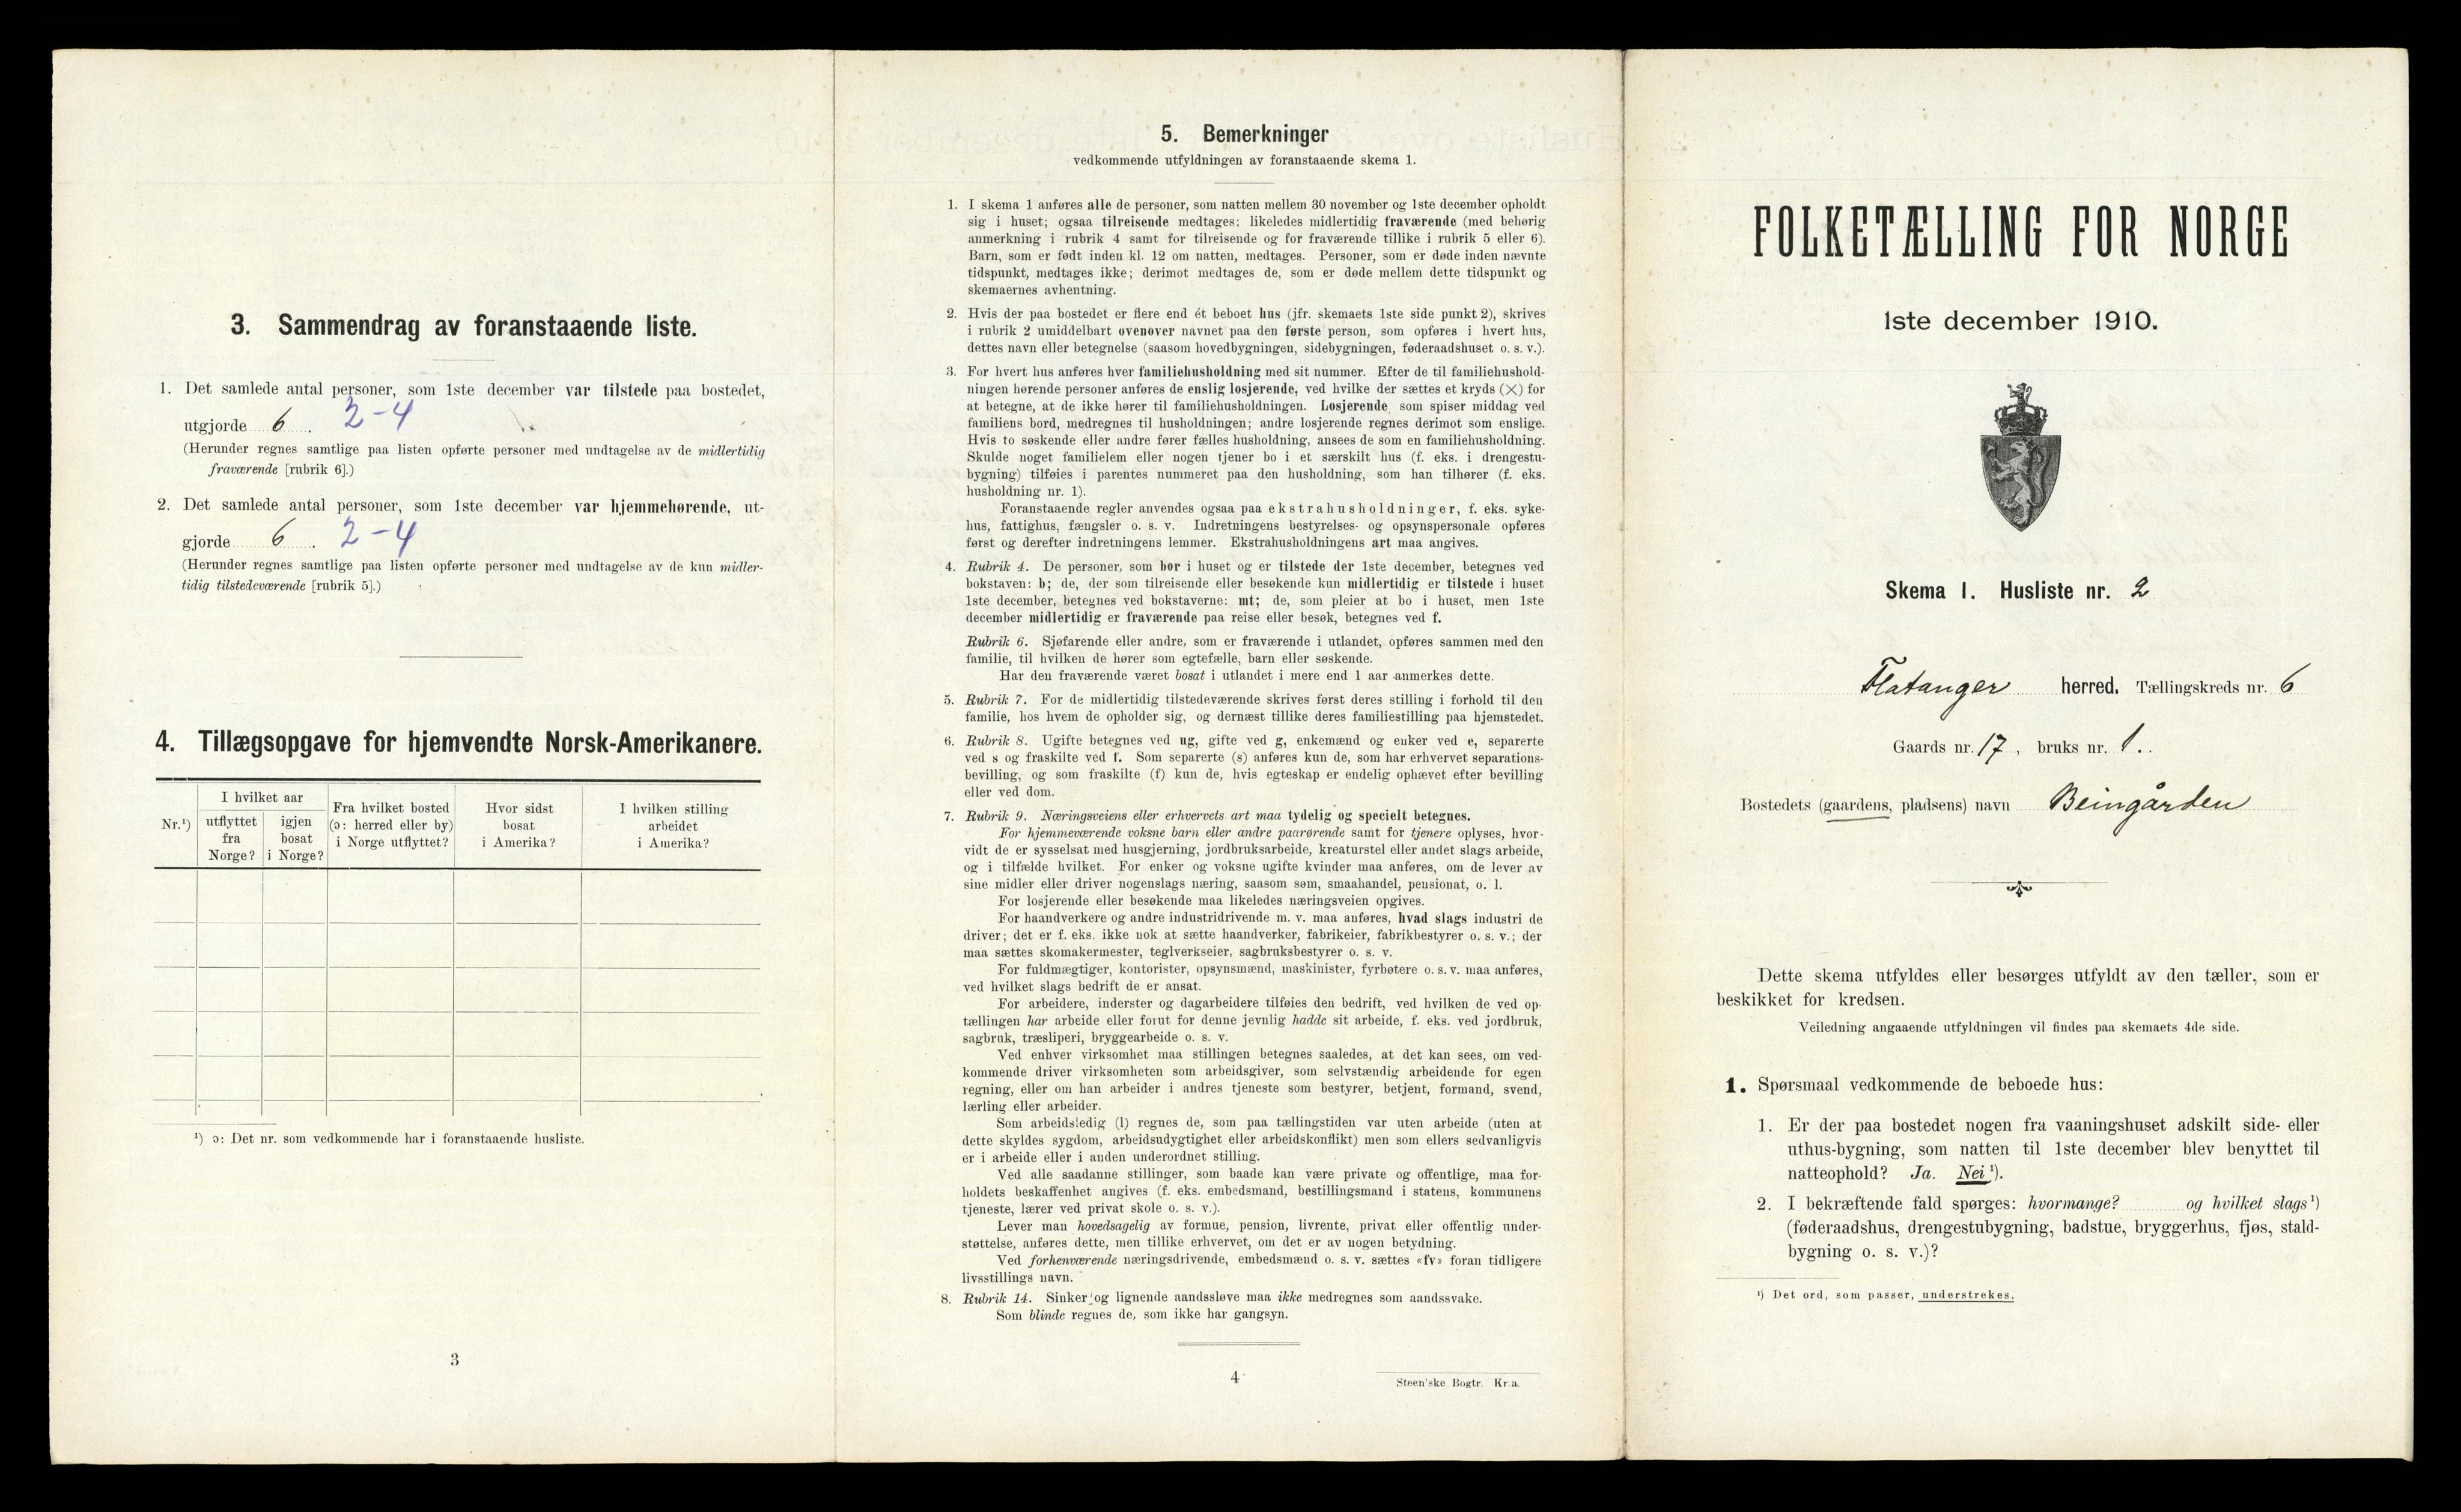 3. Sammendrag av foranstaaende liste.
1. Det samlede antal personer, som 1ste december var tilstede paa bostedet,
utgjorde 6 . 2-4
(Herunder regnes samtlige paa listen opførte personer med undtagelse av de midlertidig
fraværende [rubrik 6].)
2. Det samlede antal personer, som 1ste december var hjemmehørende, ut-
gjorde 6 . 2-4
(Herunder regnes samtlige paa listen opførte personer med undtagelse av de kun midler-
tidig tilstedeværende [rubrik 5].)
4. Tillægsopgave for hjemvendte Norsk-Amerikanere.
Nr.¹)
I hvilket aar
utflyttet
fra
Norge?
igjen
bosat
i Norge?
Fra hvilket bosted
(ɔ: herred eller by)
i Norge utflyttet?
Hvor sidst
bosat
i Amerika?
I hvilken stilling
arbeidet
i Amerika?
¹) ɔ: Det nr. som vedkommende har i foranstaaende husliste.
3
5. Bemerkninger
vedkommende utfyldningen av foranstaaende skema 1.
1. I skema 1 anføres alle de personer, som natten mellem 30 november og 1ste december opholdt
sig i huset; ogsaa tilreisende medtages; likeledes midlertidig fraværende (med behørig
anmerkning i rubrik 4 samt for tilreisende og for fraværende tillike i rubrik 5 eller 6).
Barn, som er født inden kl. 12 om natten, medtages. Personer, som er døde inden nævnte
tidspunkt, medtages ikke; derimot medtages de, som er døde mellem dette tidspunkt og
skemaernes avhentning.
2. Hvis der paa bostedet er flere end ét beboet hus (jfr. skemaets 1ste side punkt 2), skrives
i rubrik 2 umiddelbart ovenover navnet paa den første person, som opføres i hvert hus,
dettes navn eller betegnelse (saasom hovedbygningen, sidebygningen, føderaadshuset o. s. v.).
3. For hvert hus anføres hver familiehusholdning med sit nummer. Efter de til familiehushold-
ningen hørende personer anføres de enslig losjerende, ved hvilke der sættes et kryds (×) for
at betegne, at de ikke hører til familiehusholdningen. Losjerende som spiser middag ved
familiens bord, medregnes til husholdningen; andre losjerende regnes derimot som enslige.
Hvis to søskende eller andre fører fælles husholdning, ansees de som en familiehusholdning.
Skulde noget familielem eller nogen tjener bo i et særskilt hus (f. eks. i drengestu-
bygning) tilføies i parentes nummeret paa den husholdning, som han tilhører (f. eks.
husholdning nr. 1).
Foranstaaende regler anvendes ogsaa paa ekstrahusholdninger, f. eks. syke-
hus, fattighus, fængsler o. s. v. Indretningens bestyrelses- og opsynspersonale opføres
først og derefter indretningens lemmer. Ekstrahusholdningens art maa angives.
4. Rubrik 4. De personer, som bor i huset og er tilstede der 1ste december, betegnes ved
bokstaven: b; de, der som tilreisende eller besøkende kun midlertidig er tilstede i huset
1ste december, betegnes ved bokstaverne: mt; de, som pleier at bo i huset, men 1ste
december midlertidig er fraværende paa reise eller besøk, betegnes ved f.
Rubrik 6. Sjøfarende eller andre, som er fraværende i utlandet, opføres sammen med den
familie, til hvilken de hører som egtefælle, barn eller søskende.
Har den fraværende været bosat i utlandet i mere end 1 aar anmerkes dette.
5. Rubrik 7. For de midlertidig tilstedeværende skrives først deres stilling i forhold til den
familie, hos hvem de opholder sig, og dernæst tillike deres familiestilling paa hjemstedet.
6. Rubrik 8. Ugifte betegnes ved ug, gifte ved g, enkemænd og enker ved e, separerte
ved s og fraskilte ved f. Som separerte (s) anføres kun de, som har erhvervet separations-
bevilling, og som fraskilte (f) kun de, hvis egteskap er endelig ophævet efter bevilling
eller ved dom.
7. Rubrik 9. Næringsveiens eller erhvervets art maa tydelig og specielt betegnes.
For hjemmeværende voksne barn eller andre paarørende samt for tjenere oplyses, hvor-
vidt de er sysselsat med husgjerning, jordbruksarbeide, kreaturstel eller andet slags arbeide,
og i tilfælde hvilket. For enker og voksne ugifte kvinder maa anføres, om de lever av
sine midler eller driver nogenslags næring, saasom søm, smaahandel, pensionat, o. l.
For losjerende eller besøkende maa likeledes næringsveien opgives.
For haandverkere og andre industridrivende m. v. maa anføres, hvad slags industri de
driver; det er f. eks. ikke nok at sætte haandverker, fabrikeier, fabrikbestyrer o. s. v.; der
maa sættes skomakermester, teglverkseier, sagbruksbestyrer o. s. v.
For fuldmægtiger, kontorister, opsynsmænd, maskinister, fyrbøtere o. s. v. maa anføres,
ved hvilket slags bedrift de er ansat.
For arbeidere, inderster og dagarbeidere tilføies den bedrift, ved hvilken de ved op-
tællingen har arbeide eller forut for denne jevnlig hadde sit arbeide, f. eks. ved jordbruk,
sagbruk, træsliperi, bryggearbeide o. s. v.
Ved enhver virksomhet maa stillingen betegnes saaledes, at det kan sees, om ved-
kommende driver virksomheten som arbeidsgiver, som selvstændig arbeidende for egen
regning, eller om han arbeider i andres tjeneste som bestyrer, betjent, formand, svend,
lærling eller arbeider.
Som arbeidsledig (l) regnes de, som paa tællingstiden var uten arbeide (uten at
dette skyldes sygdom, arbeidsudygtighet eller arbeidskonflikt) men som ellers sedvanligvis
er i arbeide eller i anden underordnet stilling.
Ved alle saadanne stillinger, som baade kan være private og offentlige, maa for-
holdets beskaffenhet angives (f. eks. embedsmand, bestillingsmand i statens, kommunens
tjeneste, lærer ved privat skole o. s. v.).
Lever man hovedsagelig av formue, pension, livrente, privat eller offentlig under-
støttelse, anføres dette, men tillike erhvervet, om det er av nogen betydning.
Ved forhenværende næringsdrivende, embedsmænd o. s. v. sættes «fv» foran tidligere
livsstillings navn.
8. Rubrik 14. Sinker og lignende aandssløve maa ikke medregnes som aandssvake.
Som blinde regnes de, som ikke har gangsyn.
4
Steen'ske Bogtr. Kr.a.
FOLKETÆLLING FOR NORGE
1ste december 1910.
Skema 1. Husliste nr. 2
Flatanger herred. Tællingskreds nr. 6
Gaards nr. 17, bruks nr. 1.
Bostedets (gaardens, pladsens) navn Beingården
Dette skema utfyldes eller besørges utfyldt av den tæller, som er
beskikket for kredsen.
Veiledning angaaende utfyldningen vil findes paa skemaets 4de side.
1. Spørsmaal vedkommende de beboede hus:
1. Er der paa bostedet nogen fra vaaningshuset adskilt side- eller
uthus-bygning, som natten til 1ste december blev benyttet til
natteophold? Ja. Nei ¹).
2. I bekræftende fald spørges: hvormange? og hvilket slags ¹)
(føderaadshus, drengestubygning, badstue, bryggerhus, fjøs, stald-
bygning o. s. v.)?
¹) Det ord, som passer, understrekes.